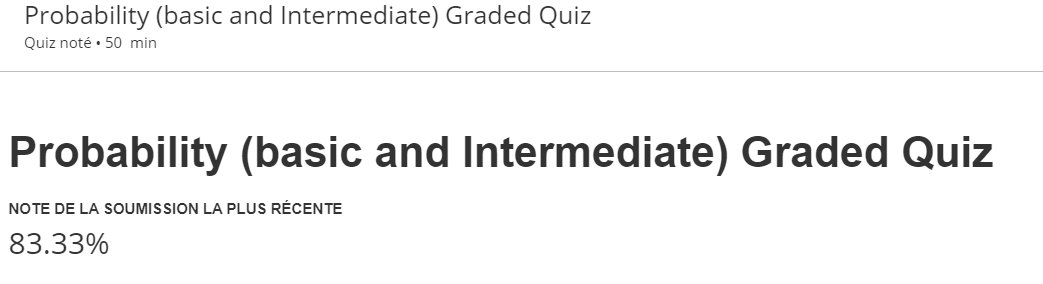 Probability (basic and Intermediate) Graded Quiz
Quiz noté • 50 min
Probability (basic and Intermediate) Graded Quiz
NOTE DE LA SOUMISSION LA PLUS RÉCENTE
83.33%